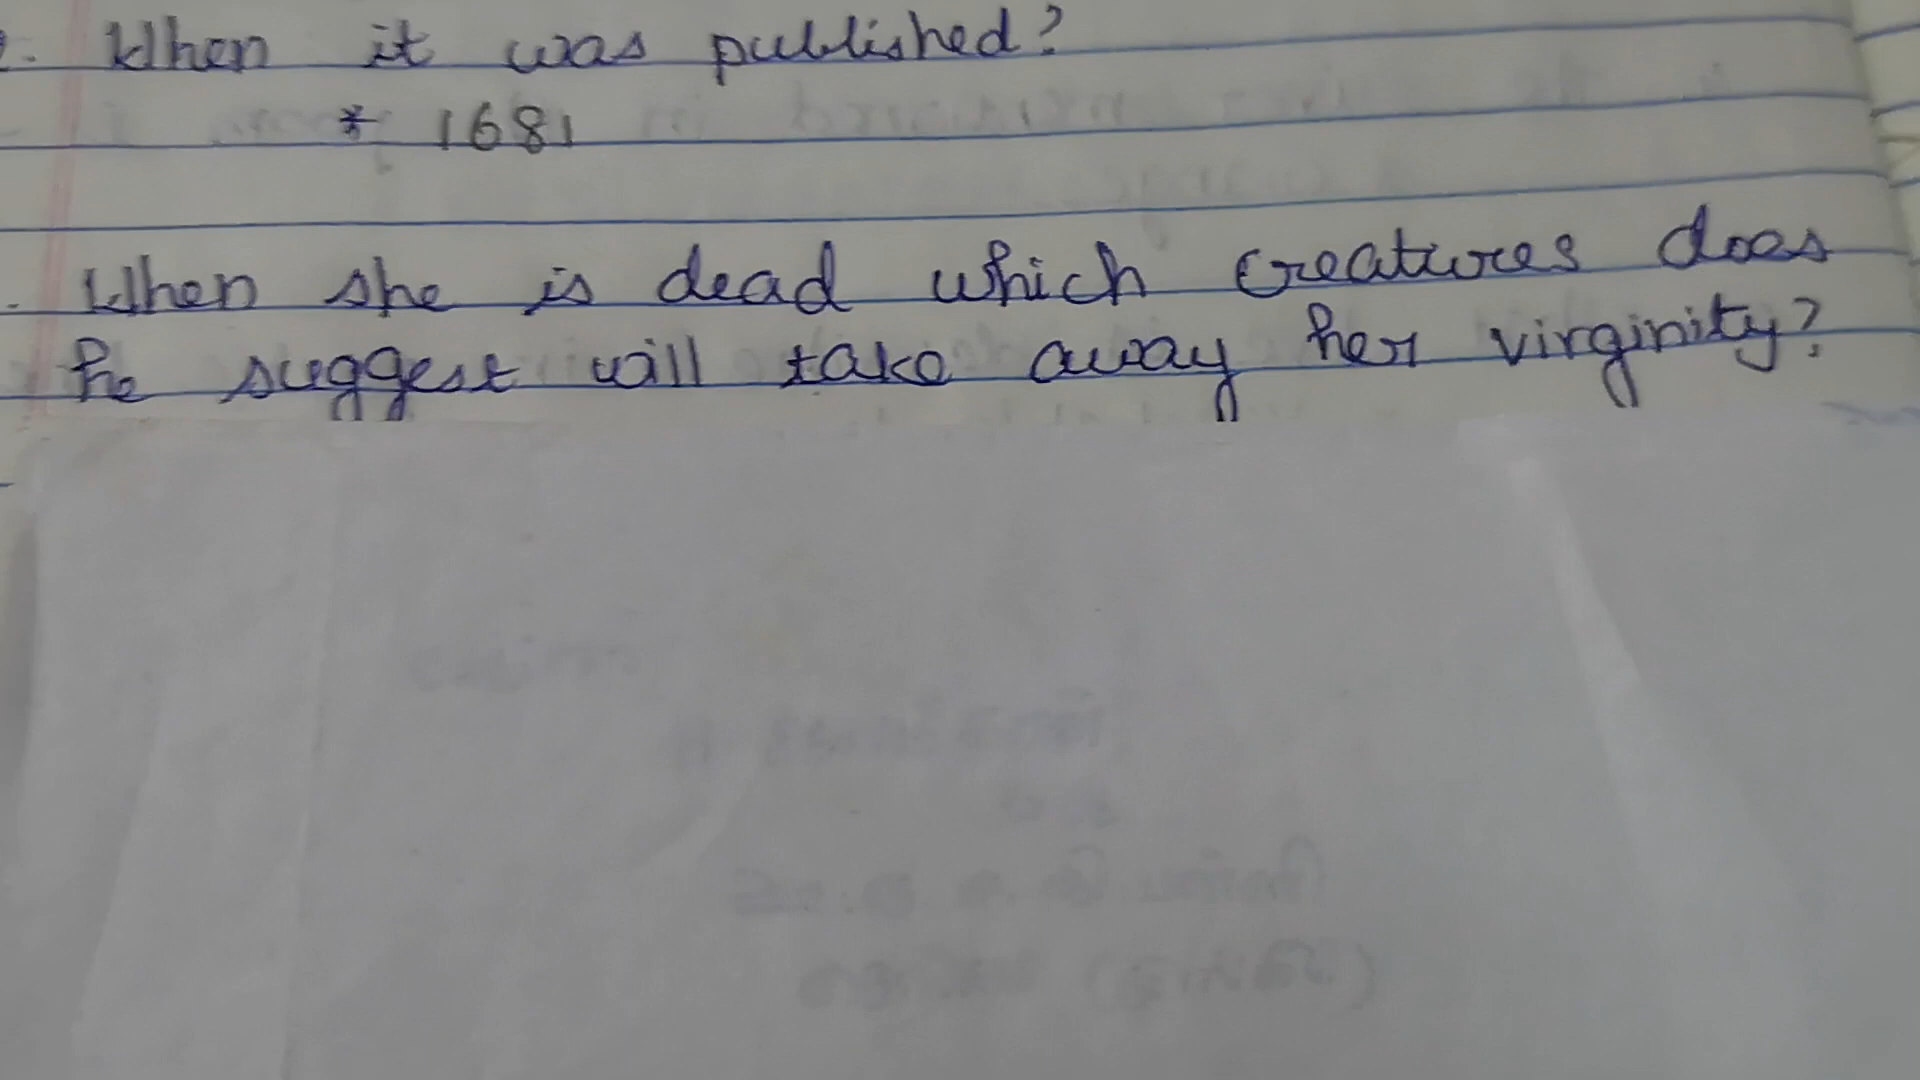 When it was published?
* 1681
When she is dead which creatures does
he suggest will take away her virginity?